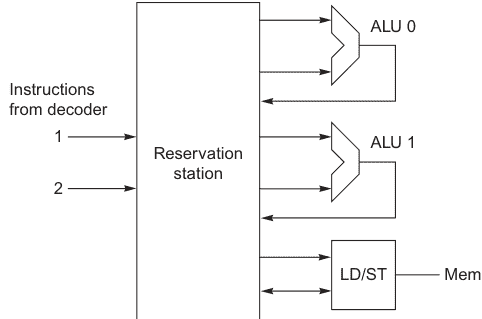 ALU 0
Instructions
from decoder
1
2
Reservation
station
ALU 1
LD/ST
Mem